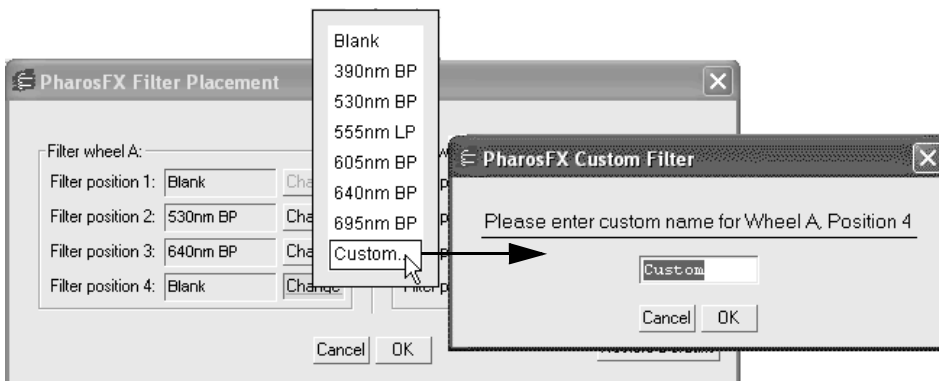 PharosFX Filter Placement
Filter wheel A:
Filter position 1: Blank
Filter position 2: 530nm BP
Filter position 3: 640nm BP
Filter position 4: Blank Change
Cancel OK
Blank
390nm BP
530nm BP
555nm LP
605nm BP
640nm BP
695nm BP
Custom..
PharosFX Custom Filter
Please enter custom name for Wheel A, Position 4
Custom
Cancel OK